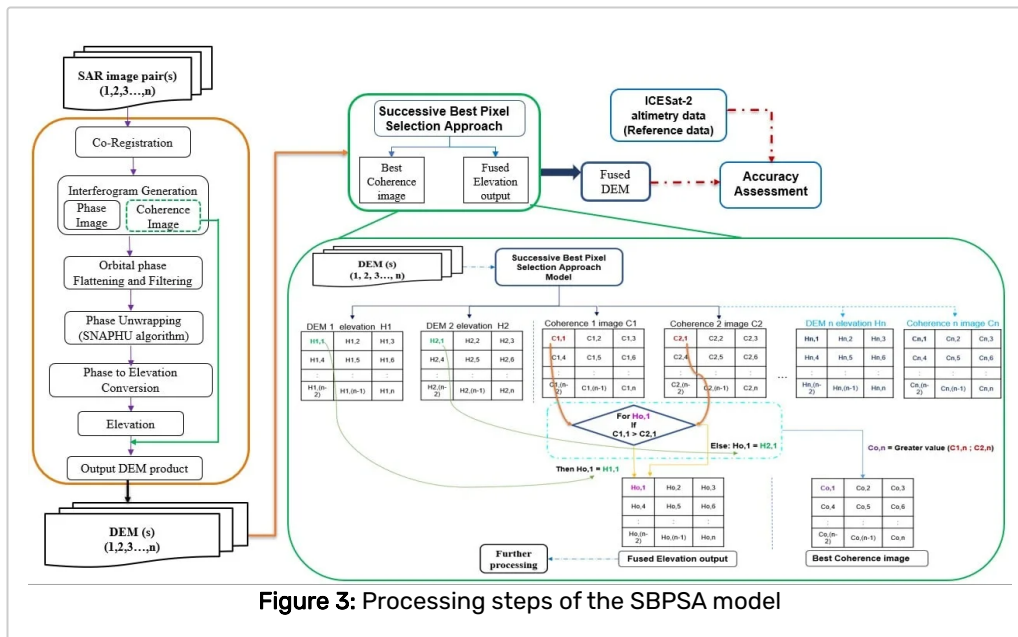 SAR image pair(s)
(1,2,3…,n)
Co-Registration
Interferogram Generation
Phase
Image
Coherence
Image
Orbital phase
Flattening and Filtering
Phase Unwrapping
(SNAPHU algorithm)
Phase to Elevation
Conversion
Elevation
Output DEM product
DEM (s)
(1,2,3…,n)
Successive Best Pixel
Selection Approach
Best
Coherence
image
Fused
Elevation
output
Fused
DEM
ICESat-2
altimetry data
(Reference data)
Accuracy
Assessment
DEM (s)
(1, 2, 3…, n)
Successive Best Pixel
Selection Approach
Model
DEM 1 elevation H1
H1,1 H1,2 H1,3
H1,4 H1,5 H1,6
: : :
H1,(n-2) H1,(n-1) H1,n
DEM 2 elevation H2
H2,1 H2,2 H2,3
H2,4 H2,5 H2,6
: : :
H2,(n-2) H2,(n-1) H2,n
Coherence 1 image C1
C1,1 C1,2 C1,3
C1,4 C1,5 C1,6
: : :
C1,(n-2) C1,(n-1) C1,n
Coherence 2 image C2
C2,1 C2,2 C2,3
C2,4 C2,5 C2,6
: : :
C2,(n-2) C2,(n-1) C2,n
...
DEM n elevation Hn
Hn,1 Hn,2 Hn,3
Hn,4 Hn,5 Hn,6
: : :
Hn,(n-2) Hn,(n-1) Hn,n
Coherence n image Cn
Cn,1 Cn,2 Cn,3
Cn,4 Cn,5 Cn,6
: : :
Cn,(n-2) Cn,(n-1) Cn,n
For Ho,1
If
C1,1 > C2,1
Else: Ho,1 = H2,1
Then Ho,1 = H1,1
Co,n = Greater value (C1,n ; C2,n)
Ho,1 Ho,2 Ho,3
Ho,4 Ho,5 Ho,6
: : :
Ho,(n-2) Ho,(n-1) Ho,n
Fused Elevation output
Co,1 Co,2 Co,3
Co,4 Co,5 Co,6
: : :
Co,(n-2) Co,(n-1) Co,n
Best Coherence image
Further
processing
Figure 3: Processing steps of the SBPSA model